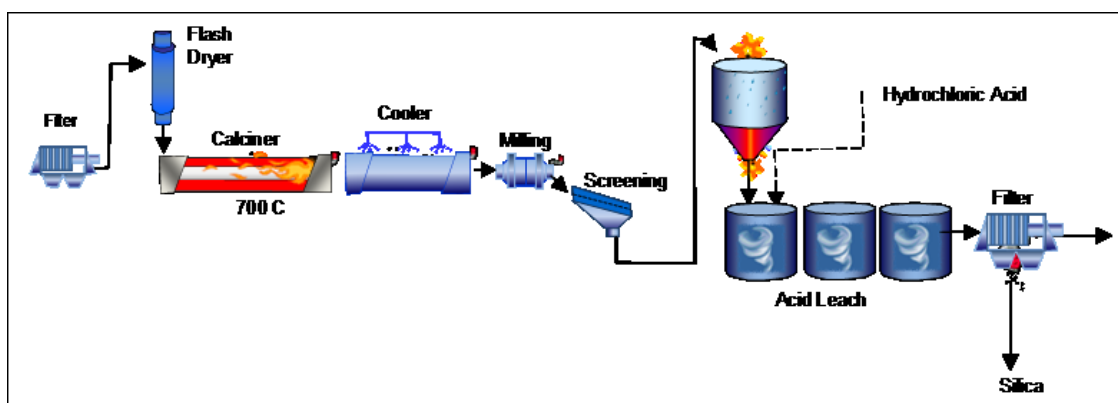 Flash
Dryer
Filter
Calciner
700 C
Cooler
Milling
Screening
Hydrochloric Acid
Acid Leach
Filter
Silica